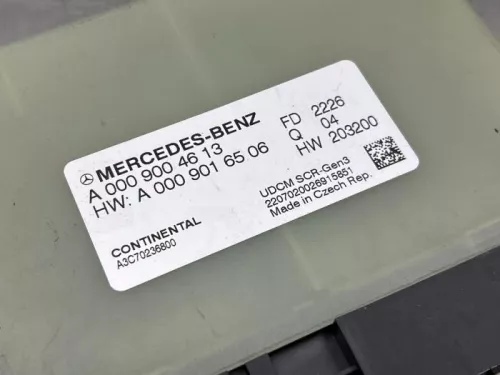 MERCEDES-BENZ
A 000 900 46 13
HW: A 000 901 65 06
FD 2226
Q 04
HW 203200
CONTINENTAL
A3C70236800
UDCM SCR-Gen3
2207020026915851
Made in Czech Rep.